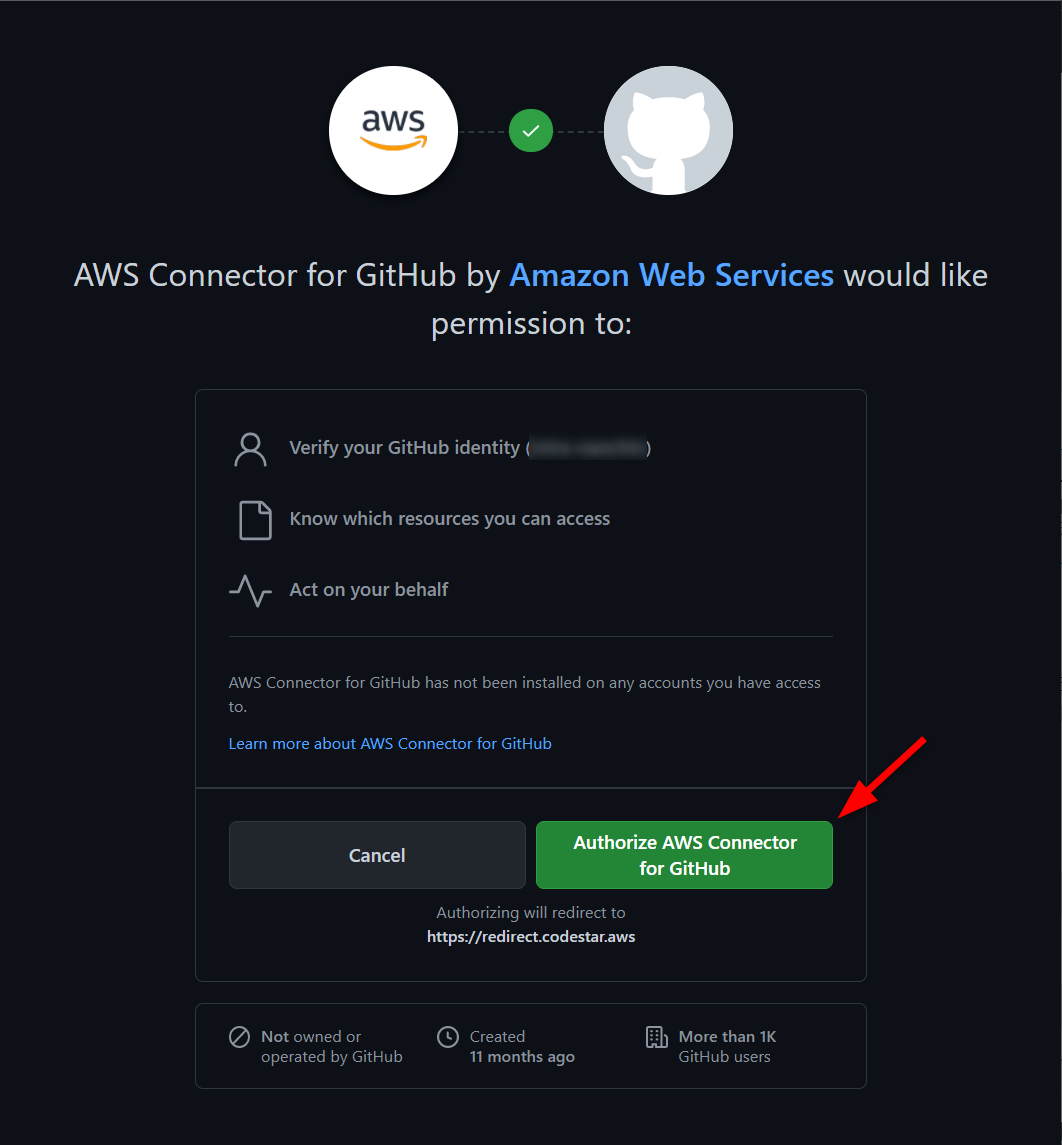 aws
AWS Connector for GitHub by Amazon Web Services would like
permission to:
Verify your GitHub identity ( )
Know which resources you can access
Act on your behalf
AWS Connector for GitHub has not been installed on any accounts you have access
to.
Learn more about AWS Connector for GitHub
Cancel
Authorize AWS Connector
for GitHub
Authorizing will redirect to
https://redirect.codestar.aws
Not owned or
operated by GitHub
Created
11 months ago
More than 1K
GitHub users